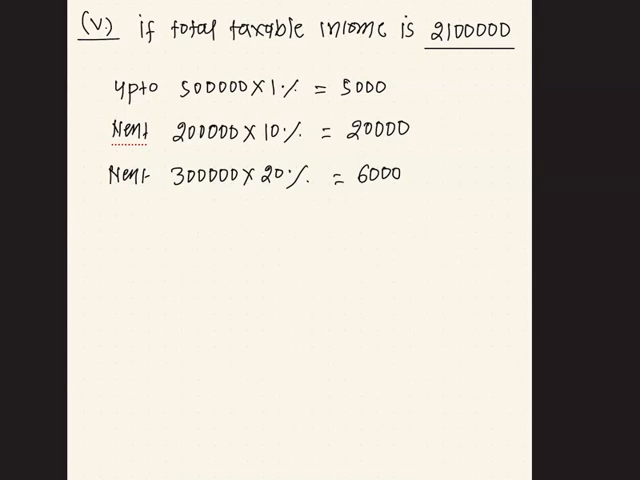 (V.) if total taxable income is 2100000
upto 500000 × 1% = 5000
Next 200000 × 10% = 20000
Next 300000 × 20% = 6000